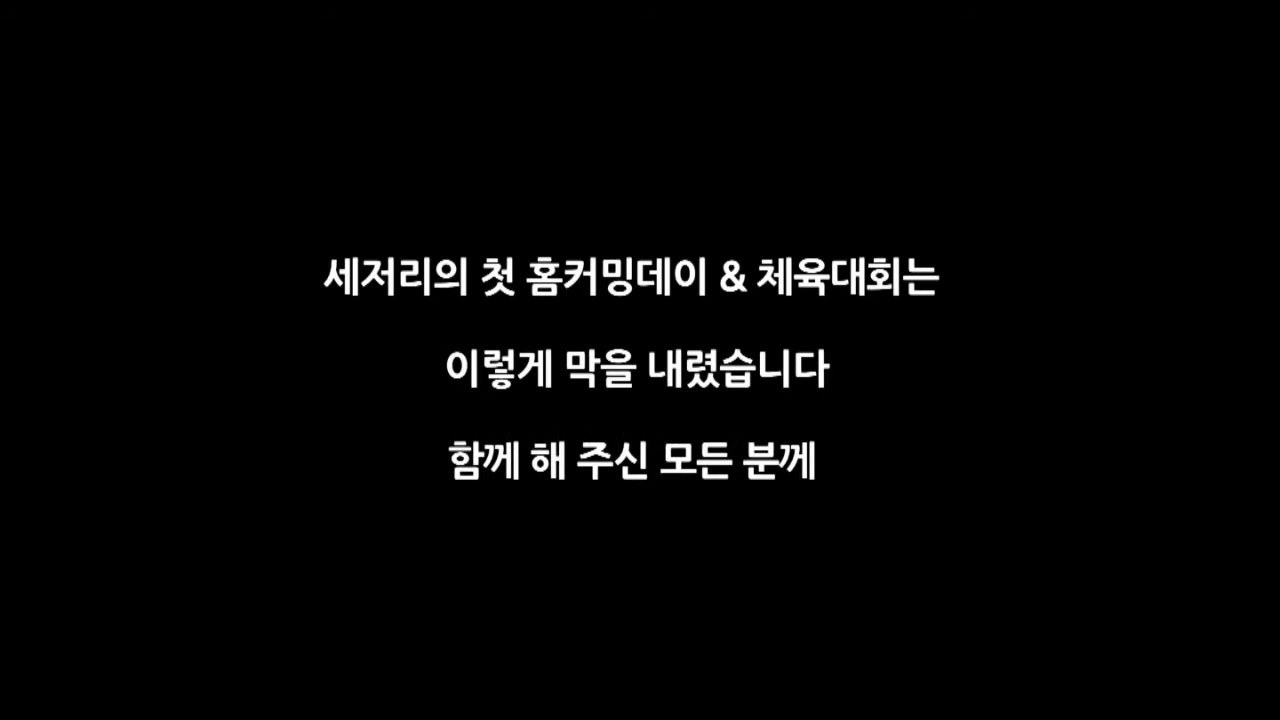 세저리의 첫 홈커밍데이 & 체육대회는
이렇게 막을 내렸습니다
함께 해 주신 모든 분께